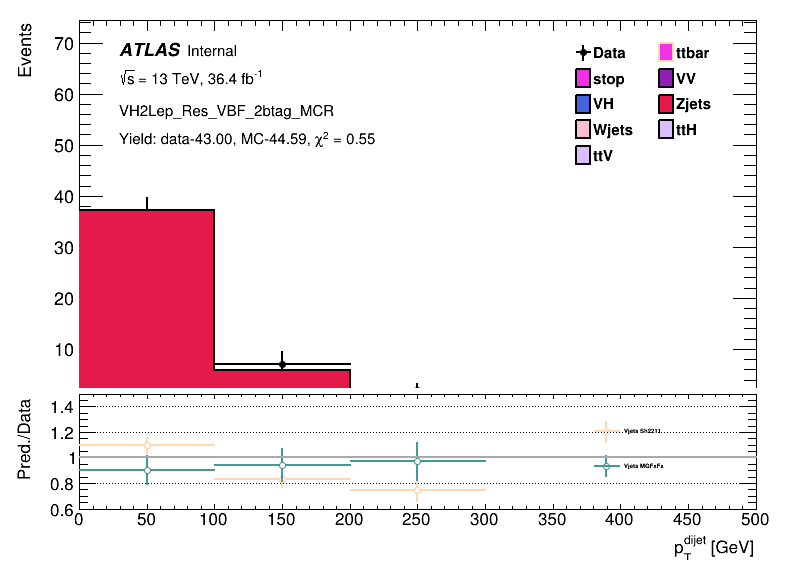 Events
70
60
50
40
30
20
10
ATLAS Internal
√s = 13 TeV, 36.4 fb⁻¹
VH2Lep_Res_VBF_2btag_MCR
Yield: data-43.00, MC-44.59, χ² = 0.55
Data
ttbar
stop
VV
VH
Zjets
Wjets
ttH
ttV
Pred./Data
1.4
1.2
1
0.8
0.6
Vjets Sh2211
Vjets MGFxFx
0 50 100 150 200 250 300 350 400 450 500
p_T^dijet [GeV]